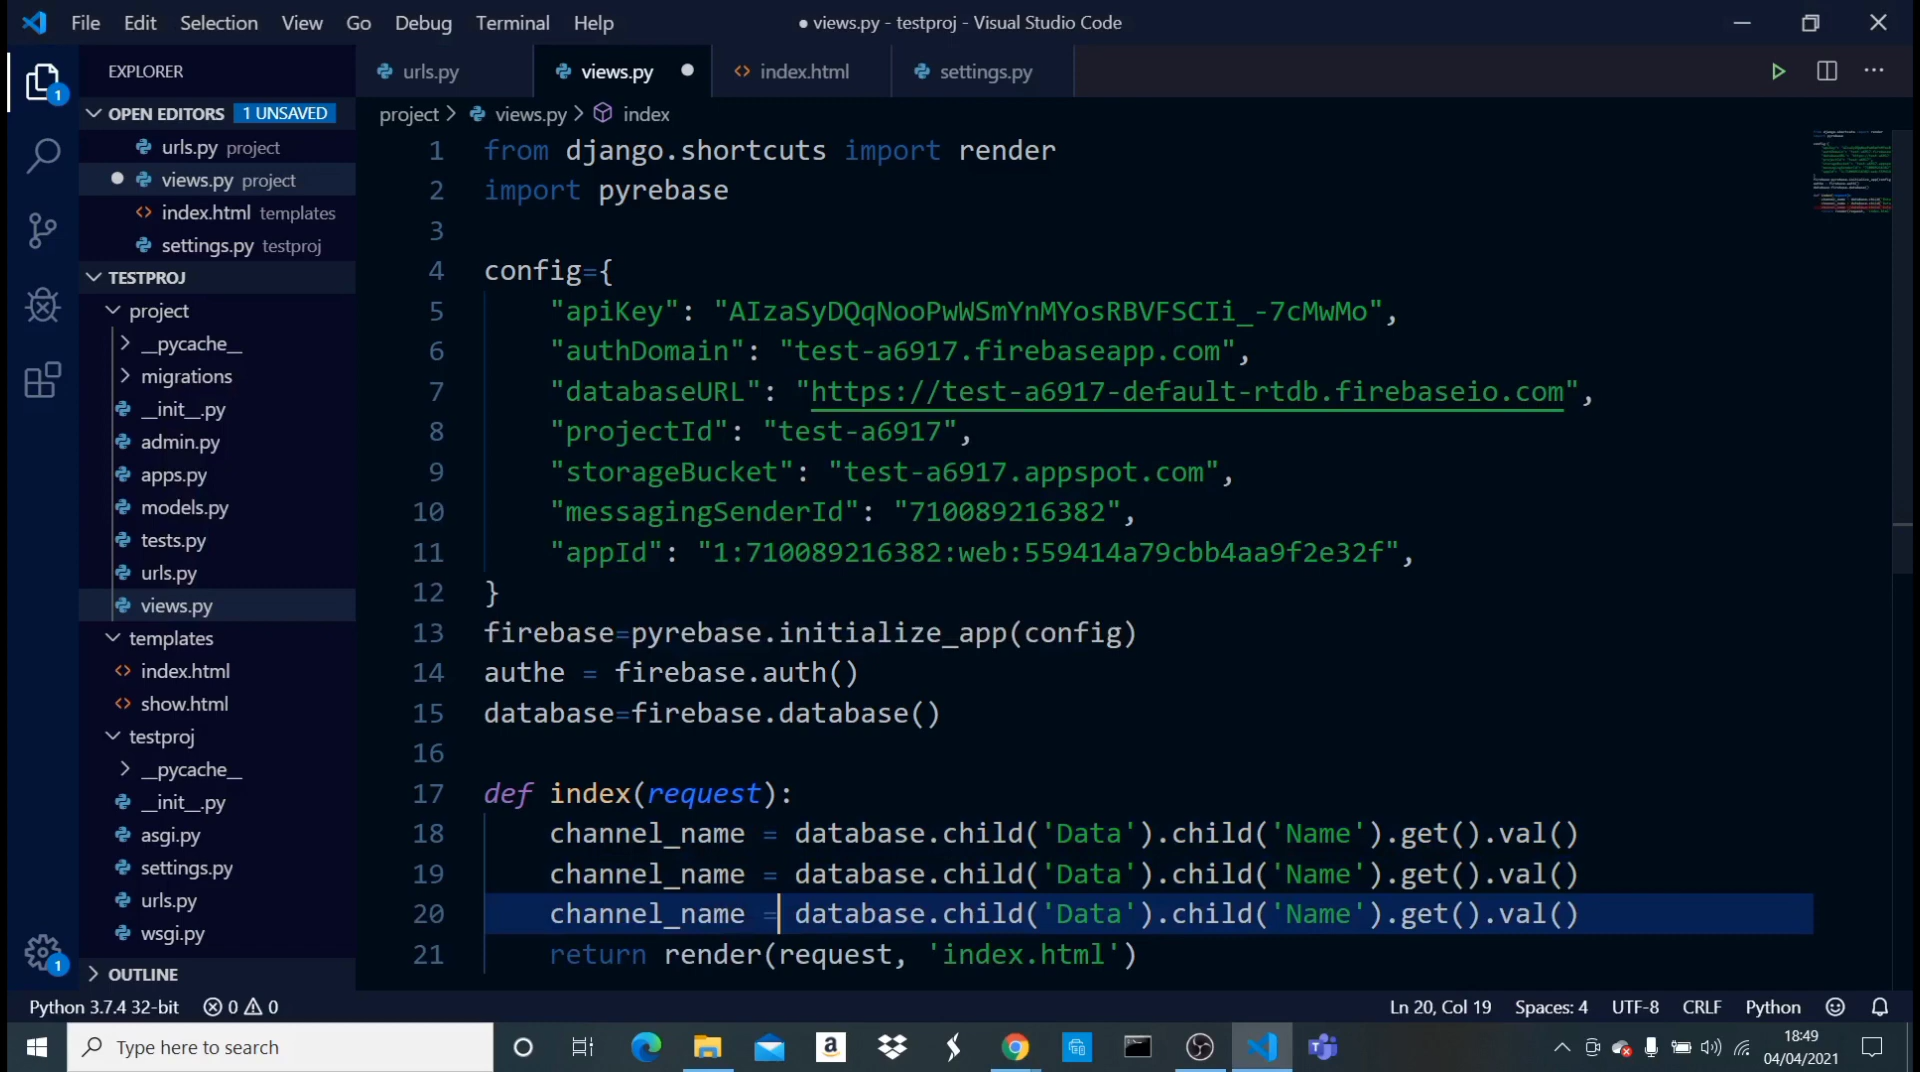 File Edit Selection View Go Debug Terminal Help
● views.py - testproj - Visual Studio Code
EXPLORER
OPEN EDITORS 1 UNSAVED
urls.py project
views.py project
index.html templates
settings.py testproj
TESTPROJ
project
__pycache__
migrations
__init__.py
admin.py
apps.py
models.py
tests.py
urls.py
views.py
templates
index.html
show.html
testproj
__pycache__
__init__.py
asgi.py
settings.py
urls.py
wsgi.py
OUTLINE
1
1
urls.py views.py index.html settings.py
project > views.py > index
1 from django.shortcuts import render
2 import pyrebase
3
4 config={
5 "apiKey": "AIzaSyDQqNooPwWSmYnMYosRBVFSCIi_-7cMwMo",
6 "authDomain": "test-a6917.firebaseapp.com",
7 "databaseURL": "https://test-a6917-default-rtdb.firebaseio.com",
8 "projectId": "test-a6917",
9 "storageBucket": "test-a6917.appspot.com",
10 "messagingSenderId": "710089216382",
11 "appId": "1:710089216382:web:559414a79cbb4aa9f2e32f",
12 }
13 firebase=pyrebase.initialize_app(config)
14 authe = firebase.auth()
15 database=firebase.database()
16
17 def index(request):
18 channel_name = database.child('Data').child('Name').get().val()
19 channel_name = database.child('Data').child('Name').get().val()
20 channel_name = database.child('Data').child('Name').get().val()
21 return render(request, 'index.html')
Python 3.7.4 32-bit 0 0
Ln 20, Col 19 Spaces: 4 UTF-8 CRLF Python
Type here to search
a
18:49
04/04/2021